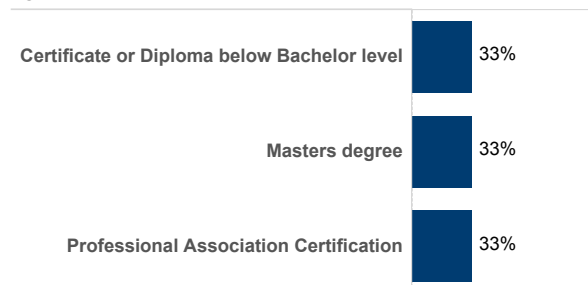 Certificate or Diploma below Bachelor level 33%
Masters degree 33%
Professional Association Certification 33%